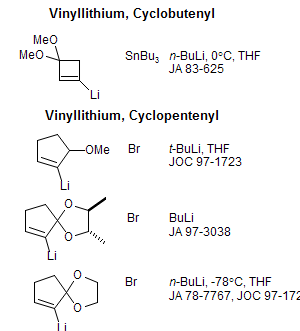 Vinyllithium, Cyclobutenyl
MeO
MeO
Li
SnBu3 n-BuLi, 0°C, THF
JA 83-625
Vinyllithium, Cyclopentenyl
OMe
Li
Br t-BuLi, THF
JOC 97-1723
O
O
Li
Br BuLi
JA 97-3038
O
O
Li
Br n-BuLi, -78°C, THF
JA 78-7767, JOC 97-172